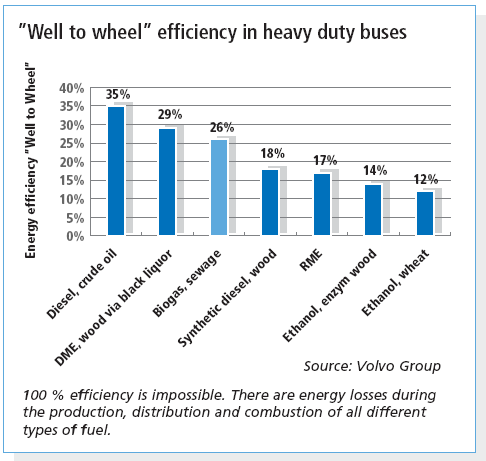 ”Well to wheel” efficiency in heavy duty buses
Energy efficiency ”Well to Wheel”
40%
35%
30%
25%
20%
15%
10%
5%
0%
35%
29%
26%
18%
17%
14%
12%
Diesel, crude oil
DME, wood via black liquor
Biogas, sewage
Synthetic diesel, wood
RME
Ethanol, enzym wood
Ethanol, wheat
Source: Volvo Group
100 % efficiency is impossible. There are energy losses during
the production, distribution and combustion of all different
types of fuel.